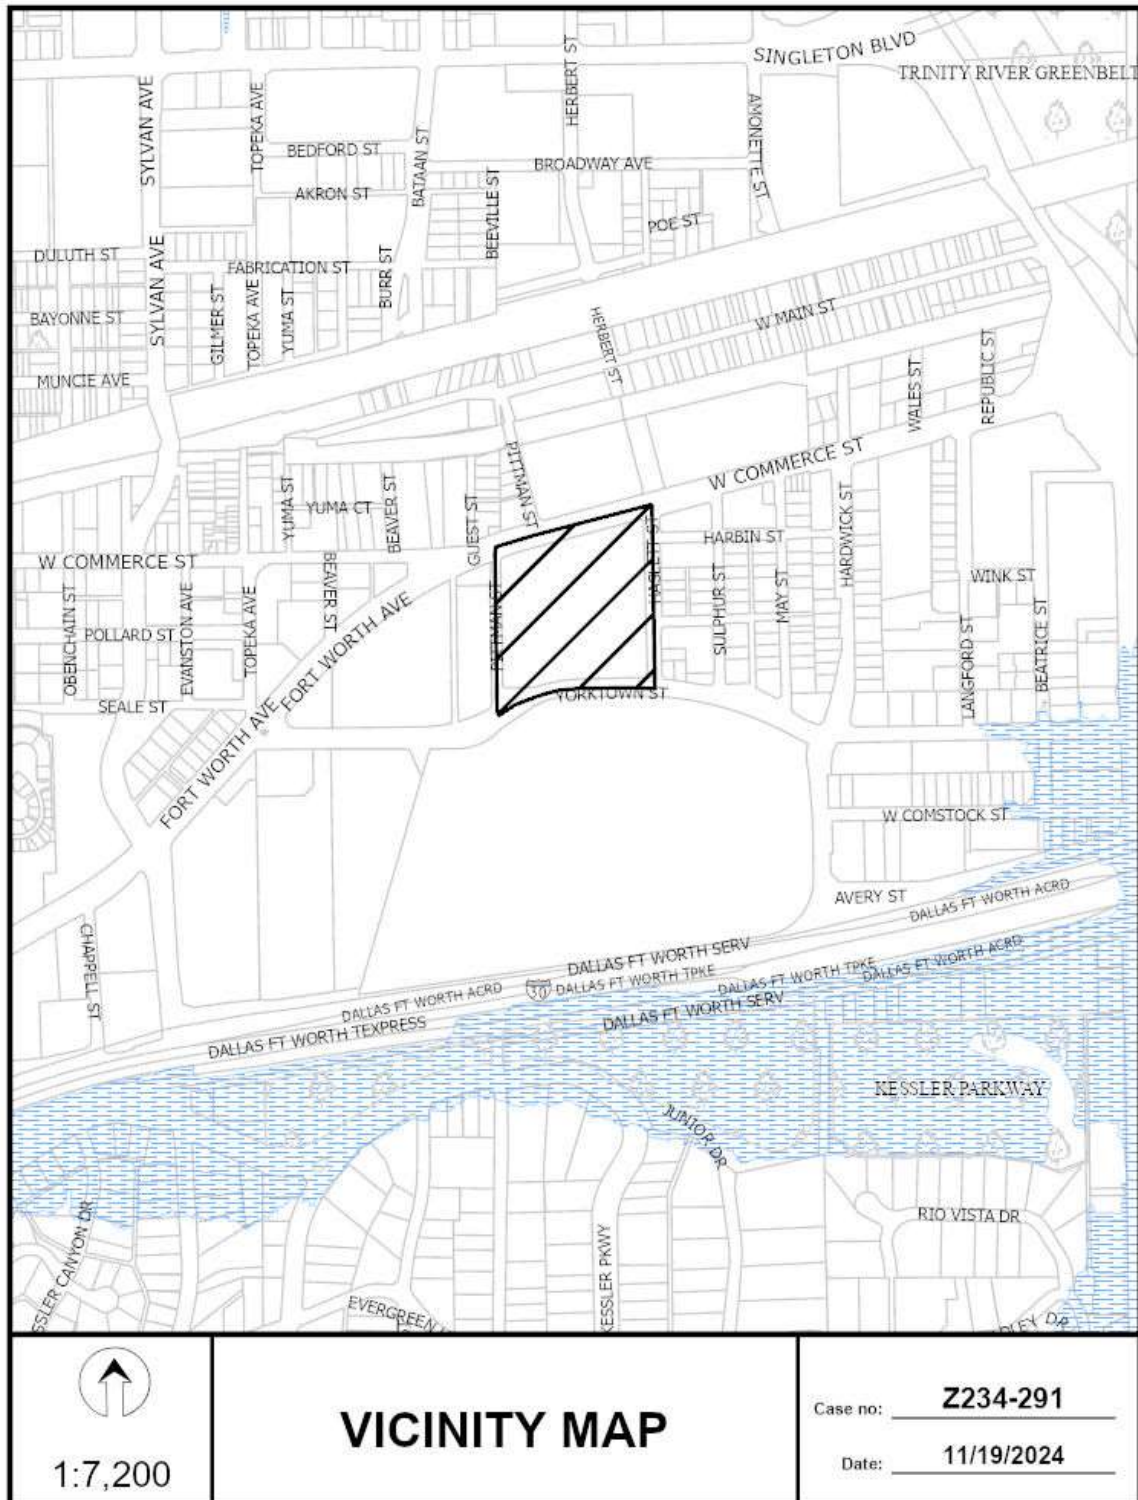 SINGLETON BLVD
TRINITY RIVER GREENBELT
HERBERT ST
SYLVAN AVE
TOPEKA AVE
AMONETTE ST
BEDFORD ST
BATAAN ST
BROADWAY AVE
AKRON ST
BEEVILLE ST
POE ST
DULUTH ST
SYLVAN AVE
FABRICATION ST
BURR ST
BAYONNE ST
GILMER ST
TOPEKA AVE
YUMA ST
HERBERT ST
W MAIN ST
MUNCIE AVE
WALES ST
REPUBLIC ST
PITTMAN ST
W COMMERCE ST
YUMA ST
YUMA CT
BEAVER ST
GUEST ST
HARDWICK ST
HASLETT ST
HARBIN ST
W COMMERCE ST
BEAVER ST
WINK ST
OBENCHAIN ST
EVANSTON AVE
TOPEKA AVE
SULPHUR ST
MAY ST
POLLARD ST
FORT WORTH AVE
LANGFORD ST
BEATRICE ST
YORKTOWN ST
SEALE ST
FORT WORTH AVE
W COMSTOCK ST
AVERY ST
DALLAS FT WORTH ACRD
CHAPPELL ST
DALLAS FT WORTH SERV
DALLAS FT WORTH ACRD
30
DALLAS FT WORTH TPKE
DALLAS FT WORTH TPKE
DALLAS FT WORTH ACRD
DALLAS FT WORTH TEXPRESS
DALLAS FT WORTH SERV
KESSLER PARKWAY
JUNIOR DR
RIO VISTA DR
SSLER CANYON DR
KESSLER PKWY
EVERGREEN
DLEY DR
1:7,200
VICINITY MAP
Case no: Z234-291
Date: 11/19/2024